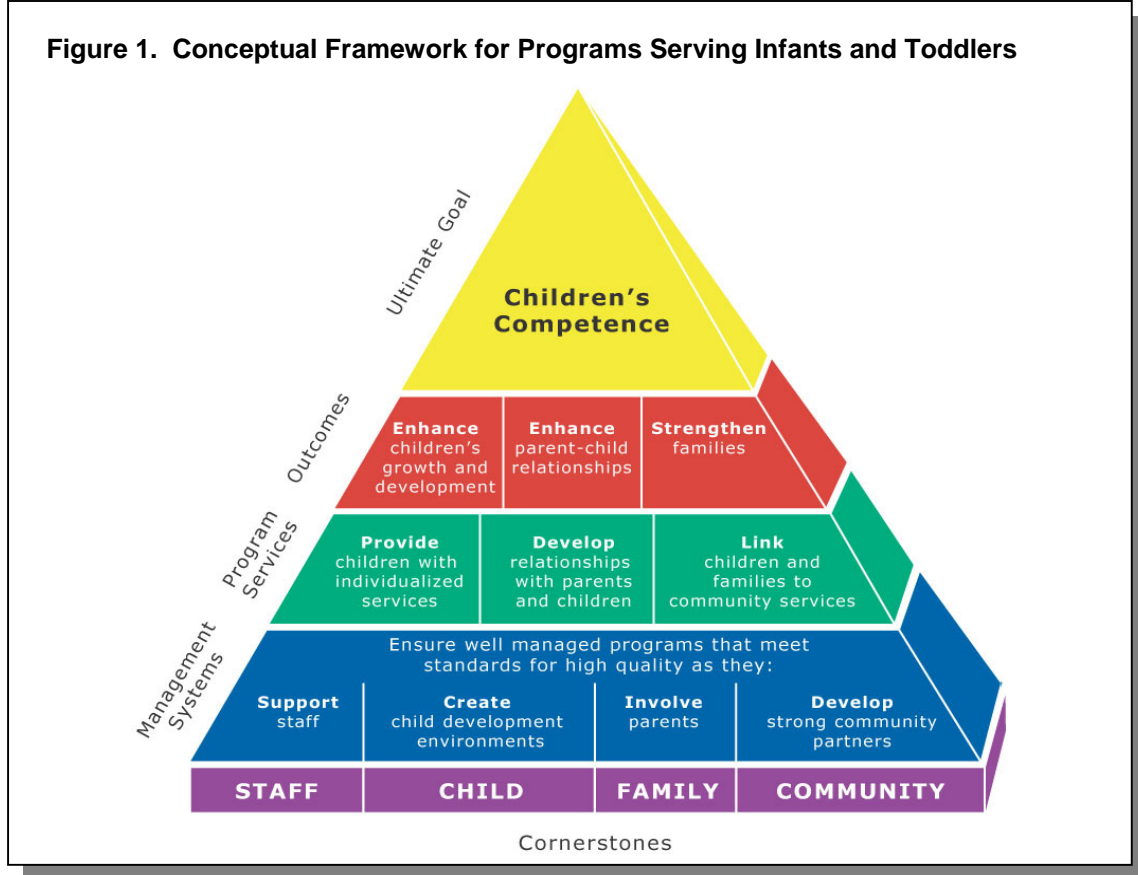 Figure 1.  Conceptual Framework for Programs Serving Infants and Toddlers
Ultimate Goal
Children's
Competence
Outcomes
Enhance
children's
growth and
development
Enhance
parent-child
relationships
Strengthen
families
Program
Services
Provide
children with
individualized
services
Develop
relationships
with parents
and children
Link
children and
families to
community services
Management
Systems
Ensure well managed programs that meet
standards for high quality as they:
Support
staff
Create
child development
environments
Involve
parents
Develop
strong community
partners
STAFF
CHILD
FAMILY
COMMUNITY
Cornerstones